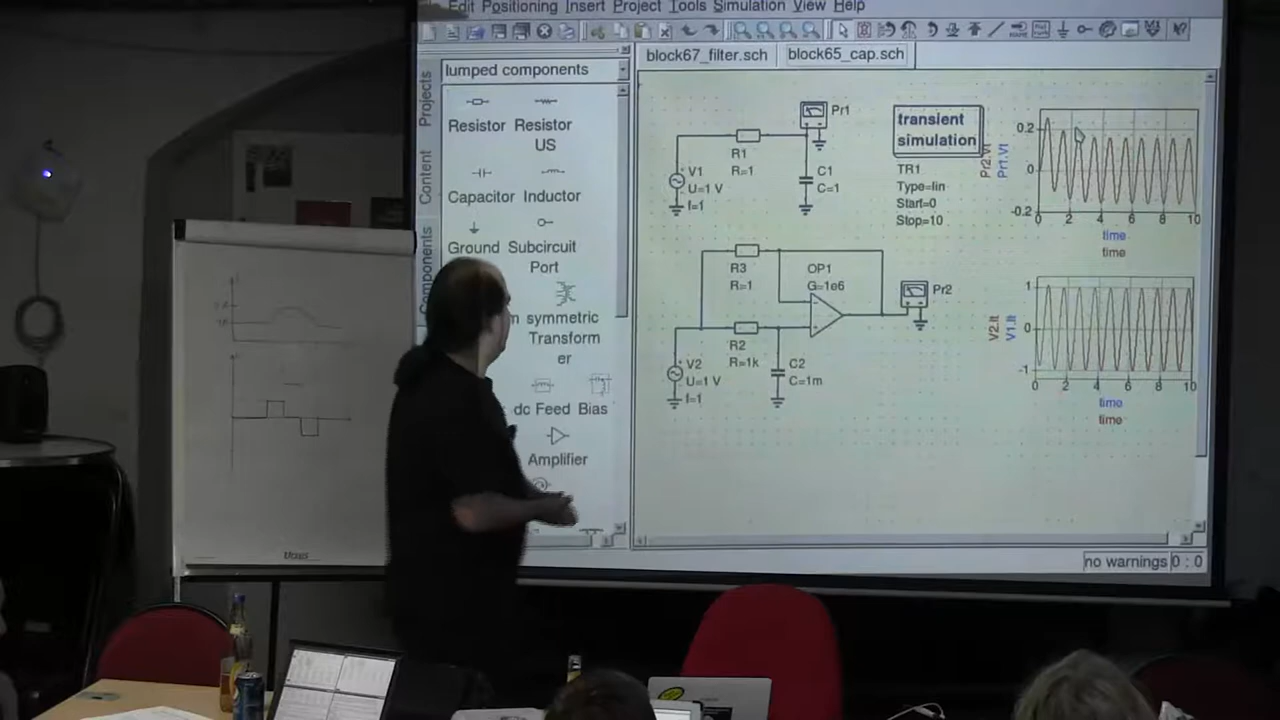 Edit Positioning Insert Project Tools Simulation View Help
block67_filter.sch
block65_cap.sch
Projects
Content
Components
lumped components
Resistor Resistor
US
Capacitor Inductor
Ground Subcircuit
Port
symmetric
Transform
er
dc Feed Bias
Amplifier
Pr1
R1
R=1
V1
U=1 V
f=1
C1
C=1
transient
simulation
TR1
Type=lin
Start=0
Stop=10
R3
R=1
OP1
G=1e6
Pr2
R2
R=1k
V2
U=1 V
f=1
C2
C=1m
Pr2.Vt
Pr1.Vt
0.2
0
-0.2
0 2 4 6 8 10
time
time
V2.It
V1.It
1
0
-1
0 2 4 6 8 10
time
time
no warnings 0 : 0